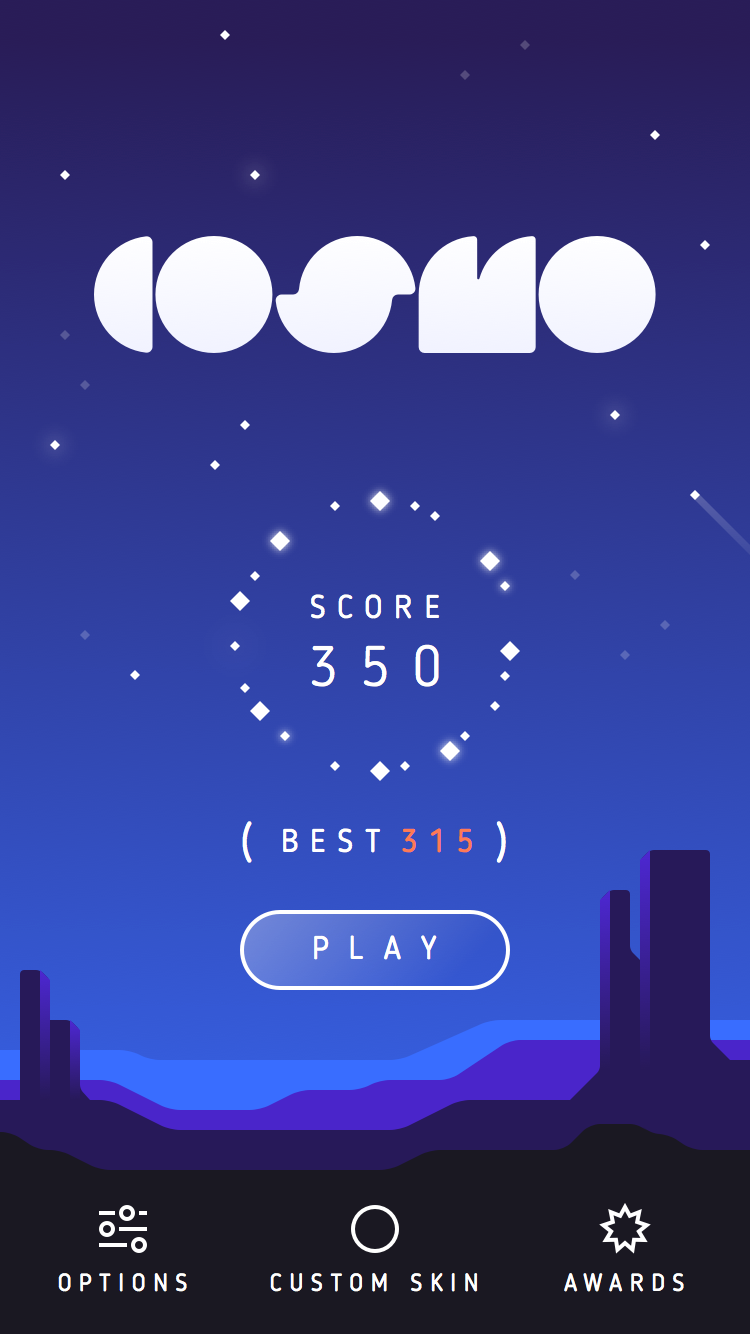 COSMO
SCORE
350
( BEST 315 )
PLAY
OPTIONS
CUSTOM SKIN
AWARDS